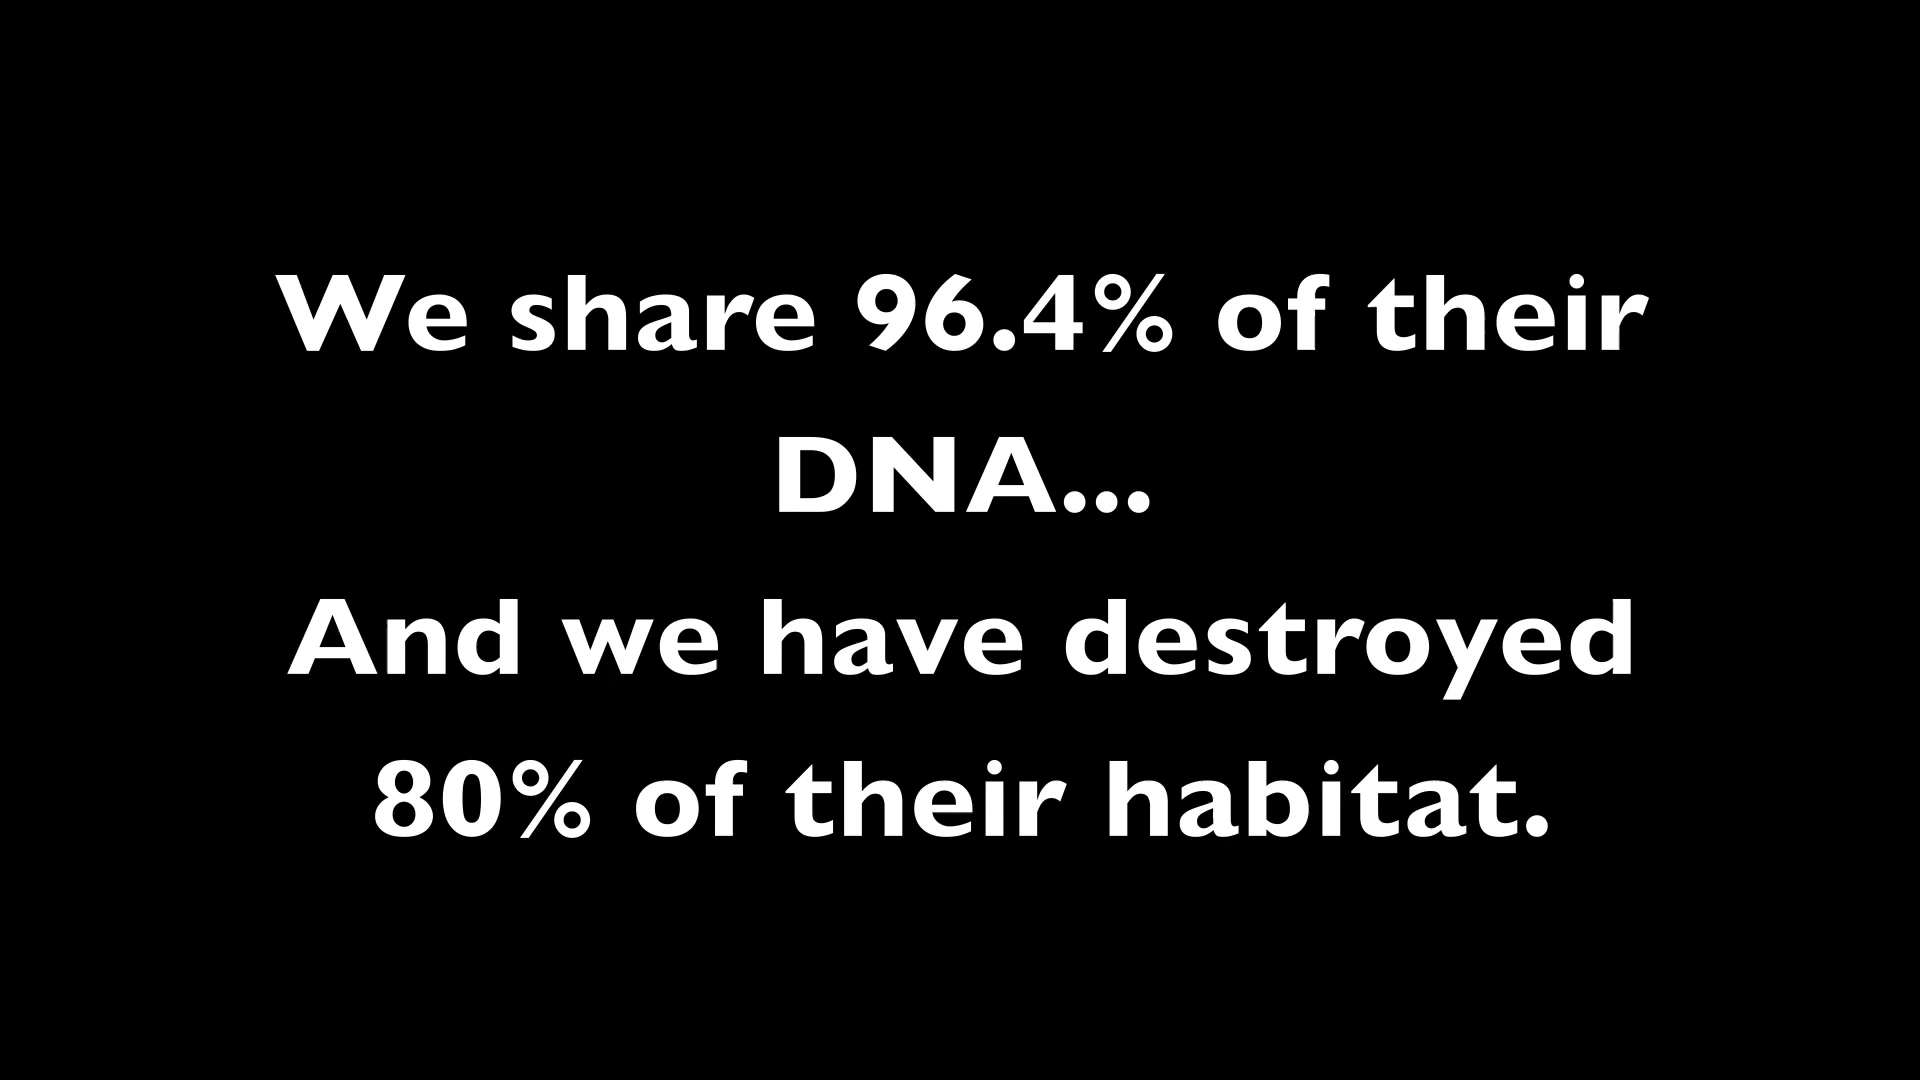 We share 96.4% of their
DNA...
And we have destroyed
80% of their habitat.